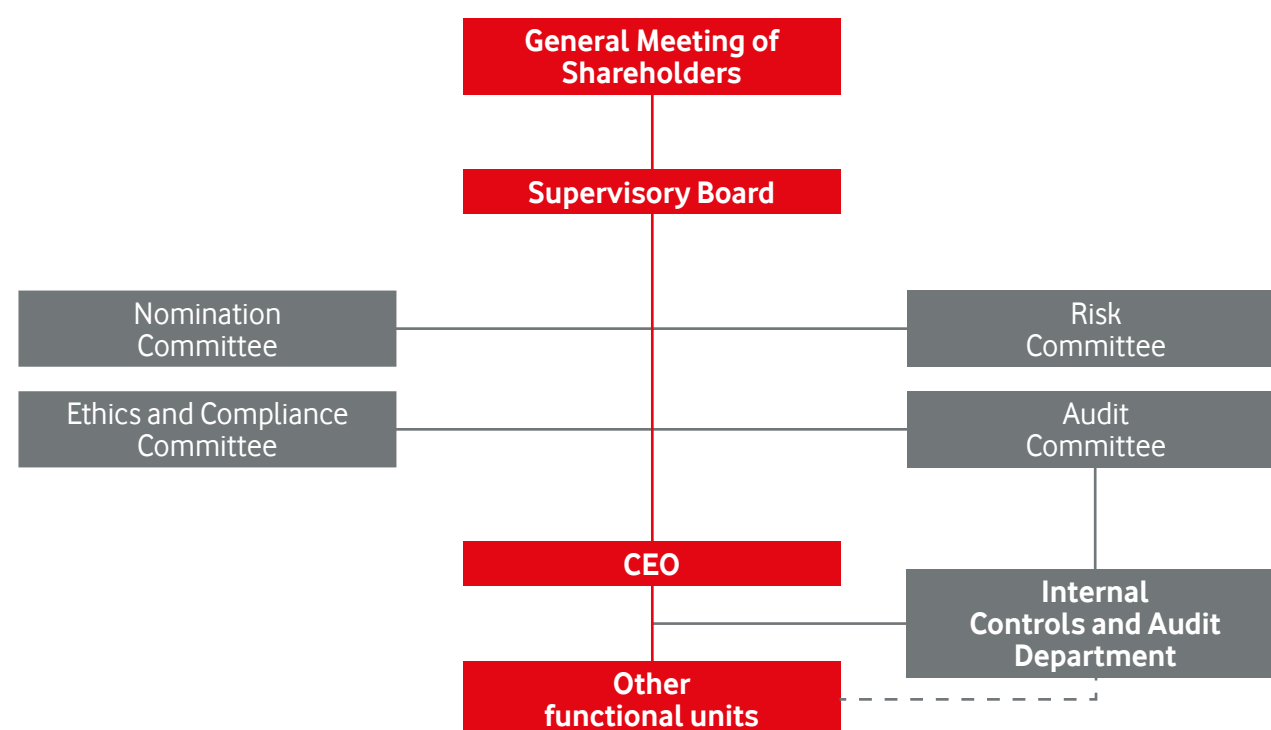 General Meeting of
Shareholders
Supervisory Board
Nomination
Committee
Risk
Committee
Ethics and Compliance
Committee
Audit
Committee
CEO
Internal
Controls and Audit
Department
Other
functional units